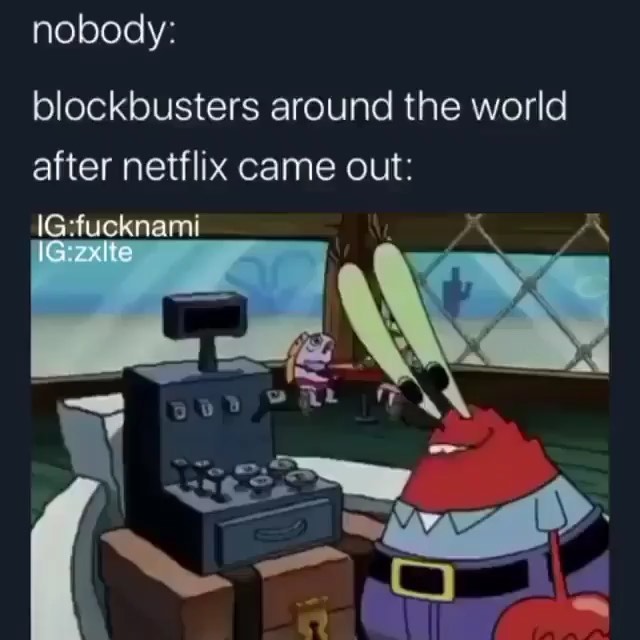 nobody:
blockbusters around the world
after netflix came out:
IG:fucknami
IG:zxlte